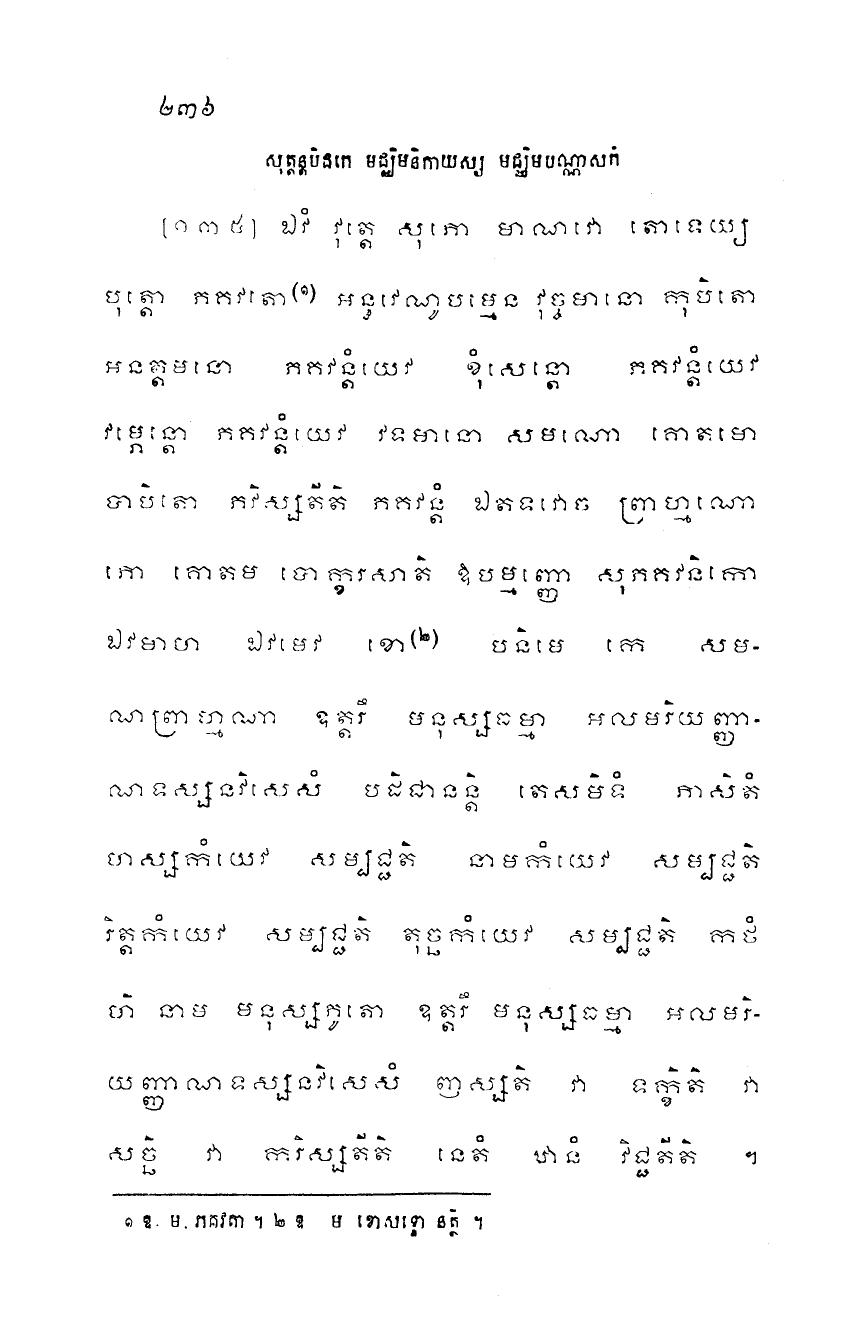 ២៣៦
សុត្តន្តបិដកេ មជ្ឈិមនិកាយស្ស មជ្ឈិមបណ្ណាសកំ
[១៣៥] ឯវំ វុត្តេ សុភោ មាណវោ តោទេយ្យ
បុត្តោ ភគវតោ(១) អន្ធវេណូបម្មេន វុច្ចមានោ កុបិតោ
អនត្តមនោ ភគវន្តំយេវ ខុំសេន្តោ ភគវន្តំយេវ
វម្ភេន្តោ ភគវន្តំយេវ វទមានោ សមណោ គោតមោ
បាបិតោ ភវិស្សតីតិ ភគវន្តំ ឯតទវោច ព្រាហ្មណោ
ភោ គោតម បោក្ខរសាតិ ឱបមញ្ញោ សុភគវនិកោ
ឯវមាហ ឯវមេវ ខោ(២) បនិមេ កេ សម-
ណព្រាហ្មណា ឧត្តរឹ មនុស្សធម្មា អលមរិយញ្ញា-
ណទស្សនវិសេសំ បដិជានន្តិ តេសមិទំ ភាសិតំ
ហស្សកំយេវ សម្បជ្ជតិ នាមកំយេវ សម្បជ្ជតិ
រិត្តកំយេវ សម្បជ្ជតិ តុច្ឆកំយេវ សម្បជ្ជតិ កថំ
ហិ នាម មនុស្សភូតោ ឧត្តរឹ មនុស្សធម្មា អលមរិ-
យញ្ញាណទស្សនវិសេសំ ញស្សតិ វា ទក្ខិតិ វា
សច្ឆិ វា ករិស្សតីតិ នេតំ ឋានំ វិជ្ជតីតិ ។
១ ឱ. ម. ភគវតា ។ ២ ឱ ម ខោសទ្ទោ នត្ថិ ។